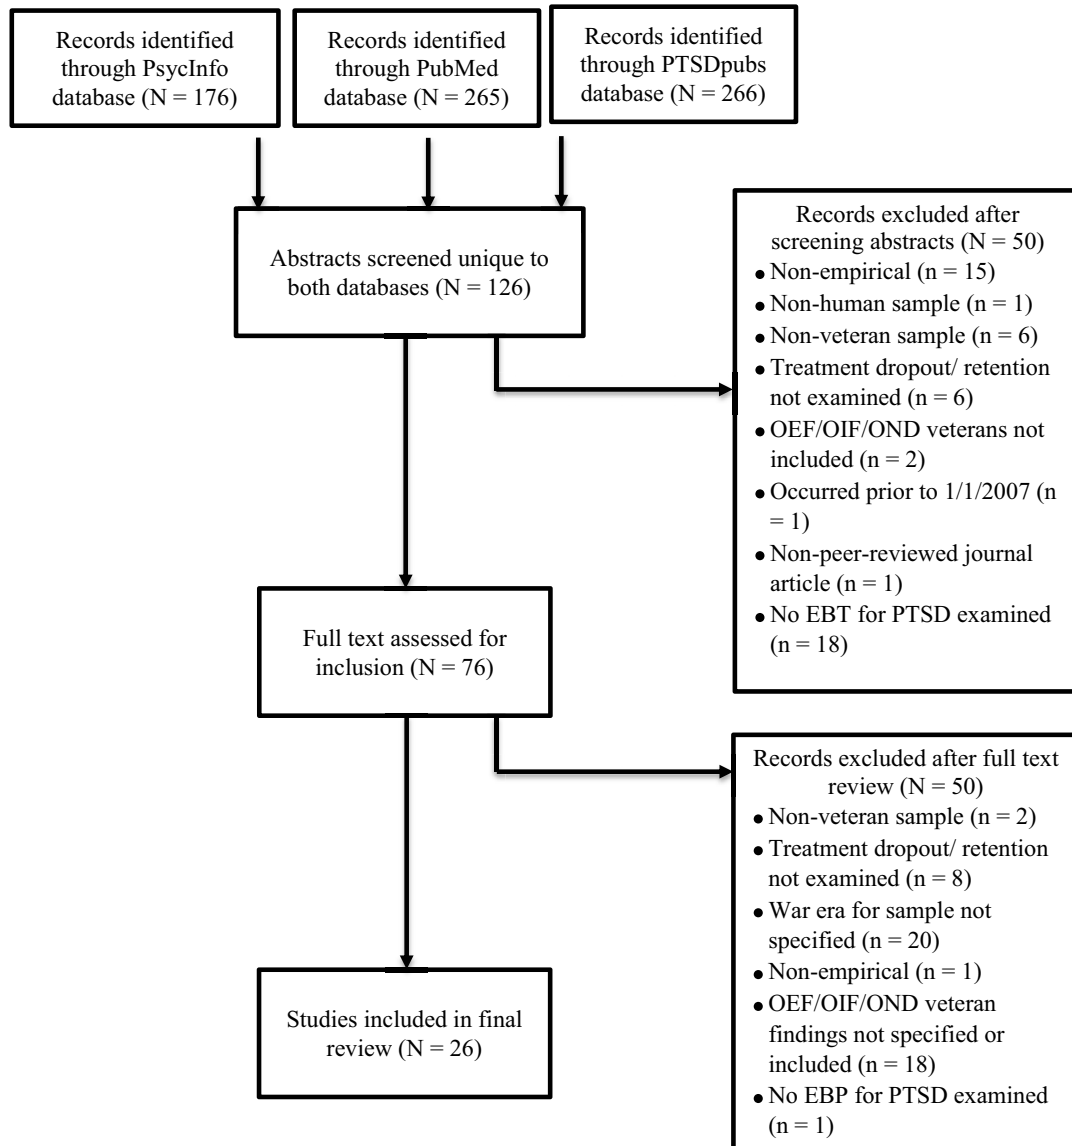 Records identified
through PsycInfo
database (N = 176)
Records identified
through PubMed
database (N = 265)
Records identified
through PTSDpubs
database (N = 266)
Abstracts screened unique to
both databases (N = 126)
Records excluded after
screening abstracts (N = 50)
● Non-empirical (n = 15)
● Non-human sample (n = 1)
● Non-veteran sample (n = 6)
● Treatment dropout/ retention
not examined (n = 6)
● OEF/OIF/OND veterans not
included (n = 2)
● Occurred prior to 1/1/2007 (n
= 1)
● Non-peer-reviewed journal
article (n = 1)
● No EBT for PTSD examined
(n = 18)
Full text assessed for
inclusion (N = 76)
Records excluded after full text
review (N = 50)
● Non-veteran sample (n = 2)
● Treatment dropout/ retention
not examined (n = 8)
● War era for sample not
specified (n = 20)
● Non-empirical (n = 1)
● OEF/OIF/OND veteran
findings not specified or
included (n = 18)
● No EBP for PTSD examined
(n = 1)
Studies included in final
review (N = 26)